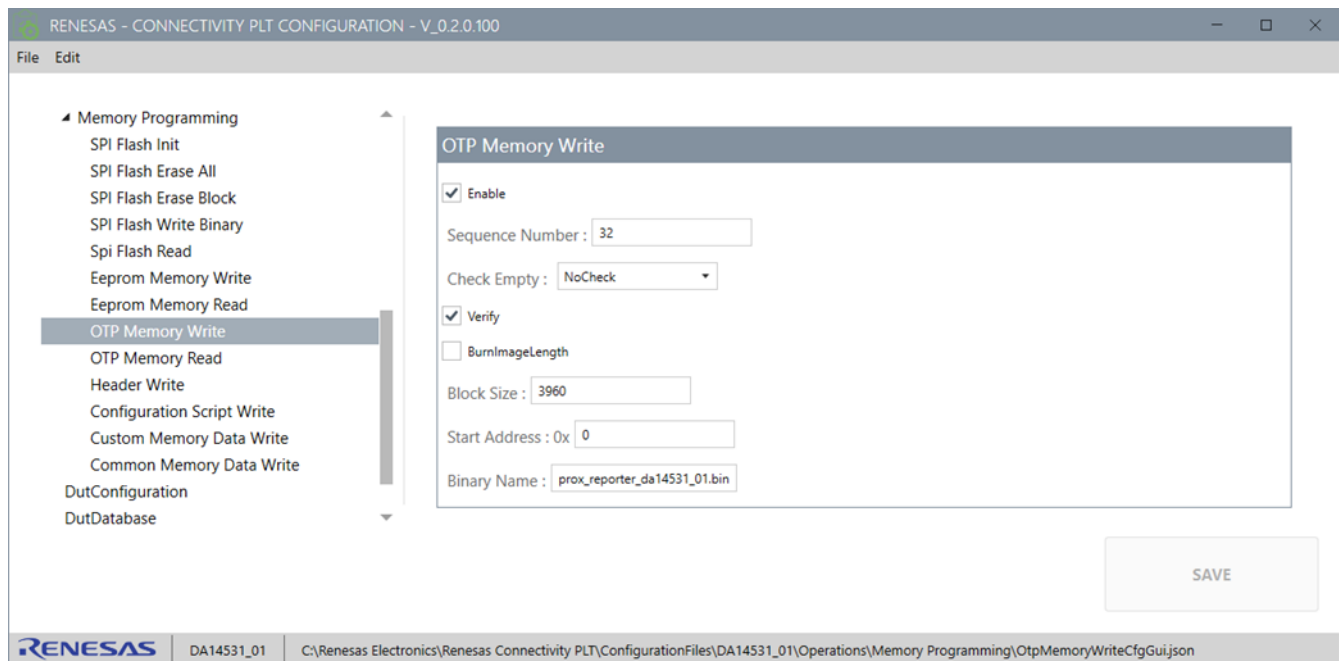 RENESAS - CONNECTIVITY PLT CONFIGURATION - V_0.2.0.100
File Edit
Memory Programming
SPI Flash Init
SPI Flash Erase All
SPI Flash Erase Block
SPI Flash Write Binary
Spi Flash Read
Eeprom Memory Write
Eeprom Memory Read
OTP Memory Write
OTP Memory Read
Header Write
Configuration Script Write
Custom Memory Data Write
Common Memory Data Write
DutConfiguration
DutDatabase
OTP Memory Write
Enable
Sequence Number : 32
Check Empty : NoCheck
Verify
BurnImageLength
Block Size : 3960
Start Address : 0x 0
Binary Name : prox_reporter_da14531_01.bin
SAVE
RENESAS DA14531_01 C:\Renesas Electronics\Renesas Connectivity PLT\ConfigurationFiles\DA14531_01\Operations\Memory Programming\OtpMemoryWriteCfgGui.json